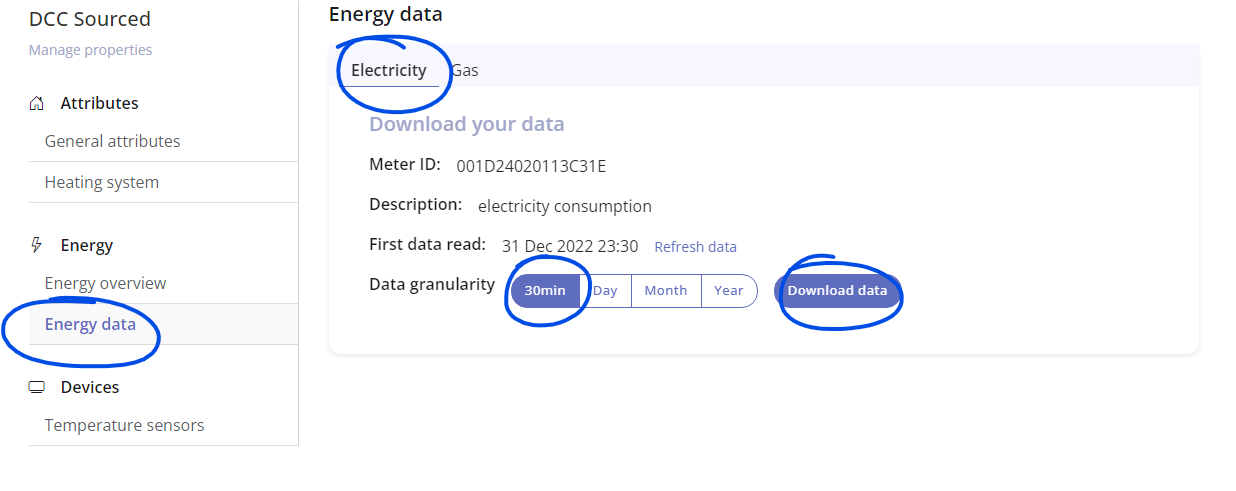 DCC Sourced
Manage properties
Attributes
General attributes
Heating system
Energy
Energy overview
Energy data
Devices
Temperature sensors
Energy data
Electricity Gas
Download your data
Meter ID: 001D24020113C31E
Description: electricity consumption
First data read: 31 Dec 2022 23:30 Refresh data
Data granularity 30min Day Month Year Download data